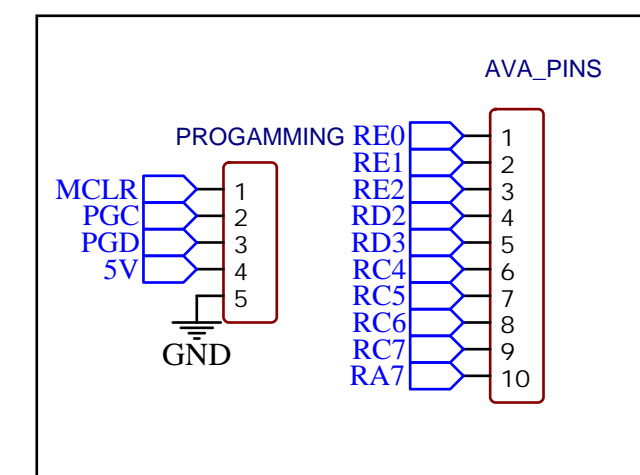 AVA_PINS
PROGAMMING
MCLR 1
PGC 2
PGD 3
5V 4
5
GND
RE0 1
RE1 2
RE2 3
RD2 4
RD3 5
RC4 6
RC5 7
RC6 8
RC7 9
RA7 10